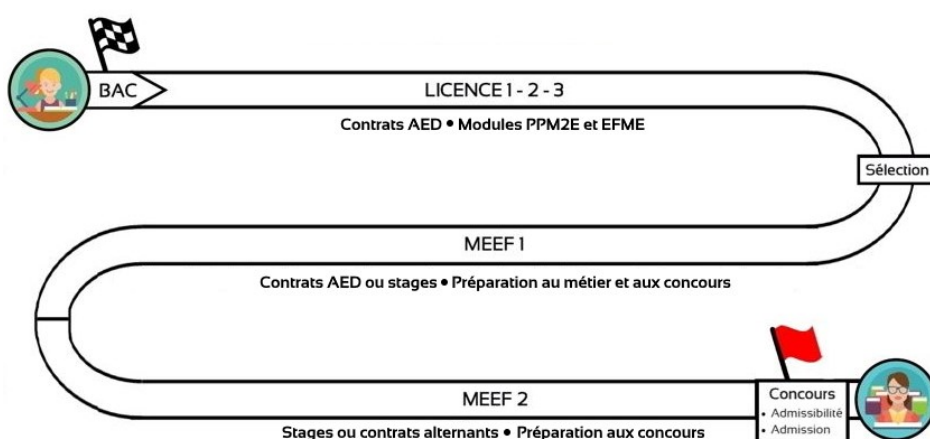 BAC
LICENCE 1 - 2 - 3
Contrats AED • Modules PPM2E et EFME
Sélection
MEEF 1
Contrats AED ou stages • Préparation au métier et aux concours
MEEF 2
Stages ou contrats alternants • Préparation aux concours
Concours
• Admissibilité
• Admission